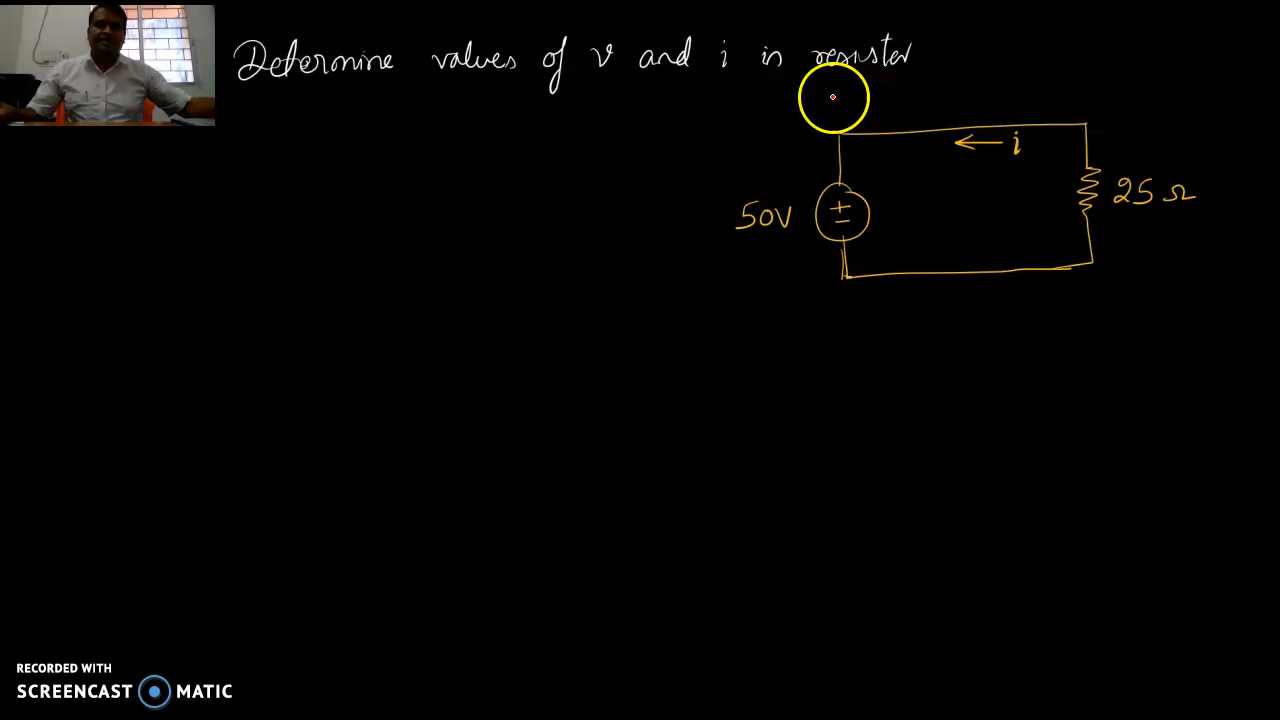 Determine values of v and i in resister
← i
50V
+
−
25 Ω
RECORDED WITH
SCREENCAST MATIC